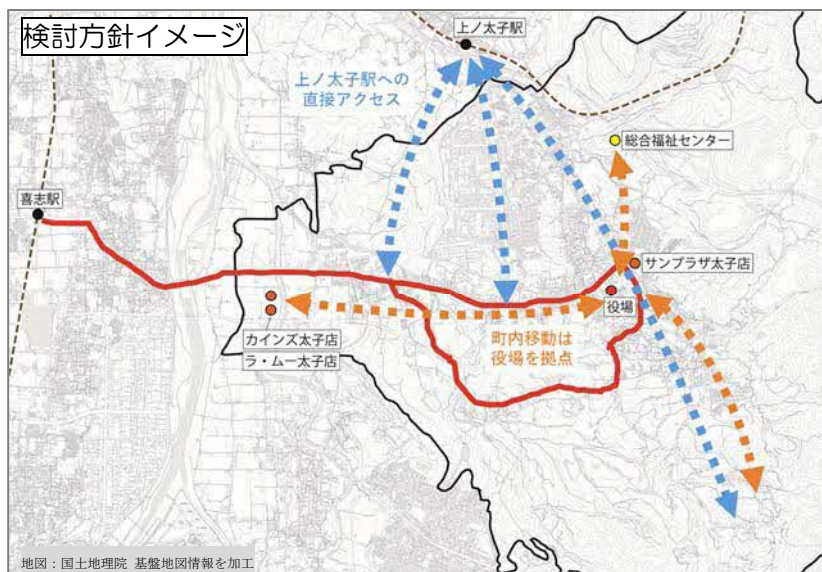 検討方針イメージ
上ノ太子駅
上ノ太子駅への
直接アクセス
総合福祉センター
喜志駅
サンプラザ太子店
役場
カインズ太子店
ラ・ムー太子店
町内移動は
役場を拠点
地図：国土地理院 基盤地図情報を加工